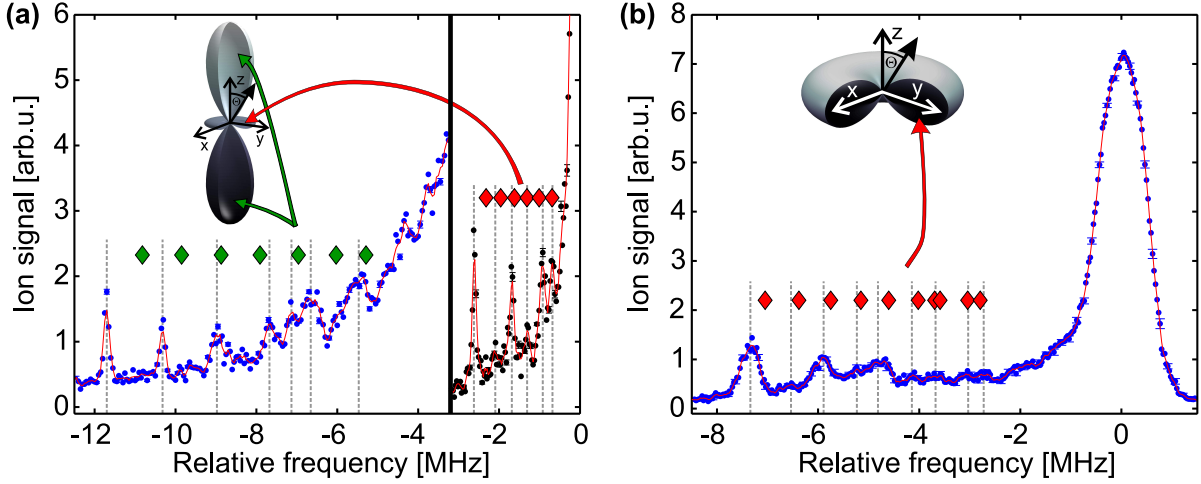 (a)
6
5
4
3
2
1
0
Ion signal [arb.u.]
z
Θ
x
y
-12
-10
-8
-6
-4
-2
0
Relative frequency [MHz]
(b)
8
7
6
5
4
3
2
1
0
Ion signal [arb.u.]
z
Θ
x
y
-8
-6
-4
-2
0
Relative frequency [MHz]